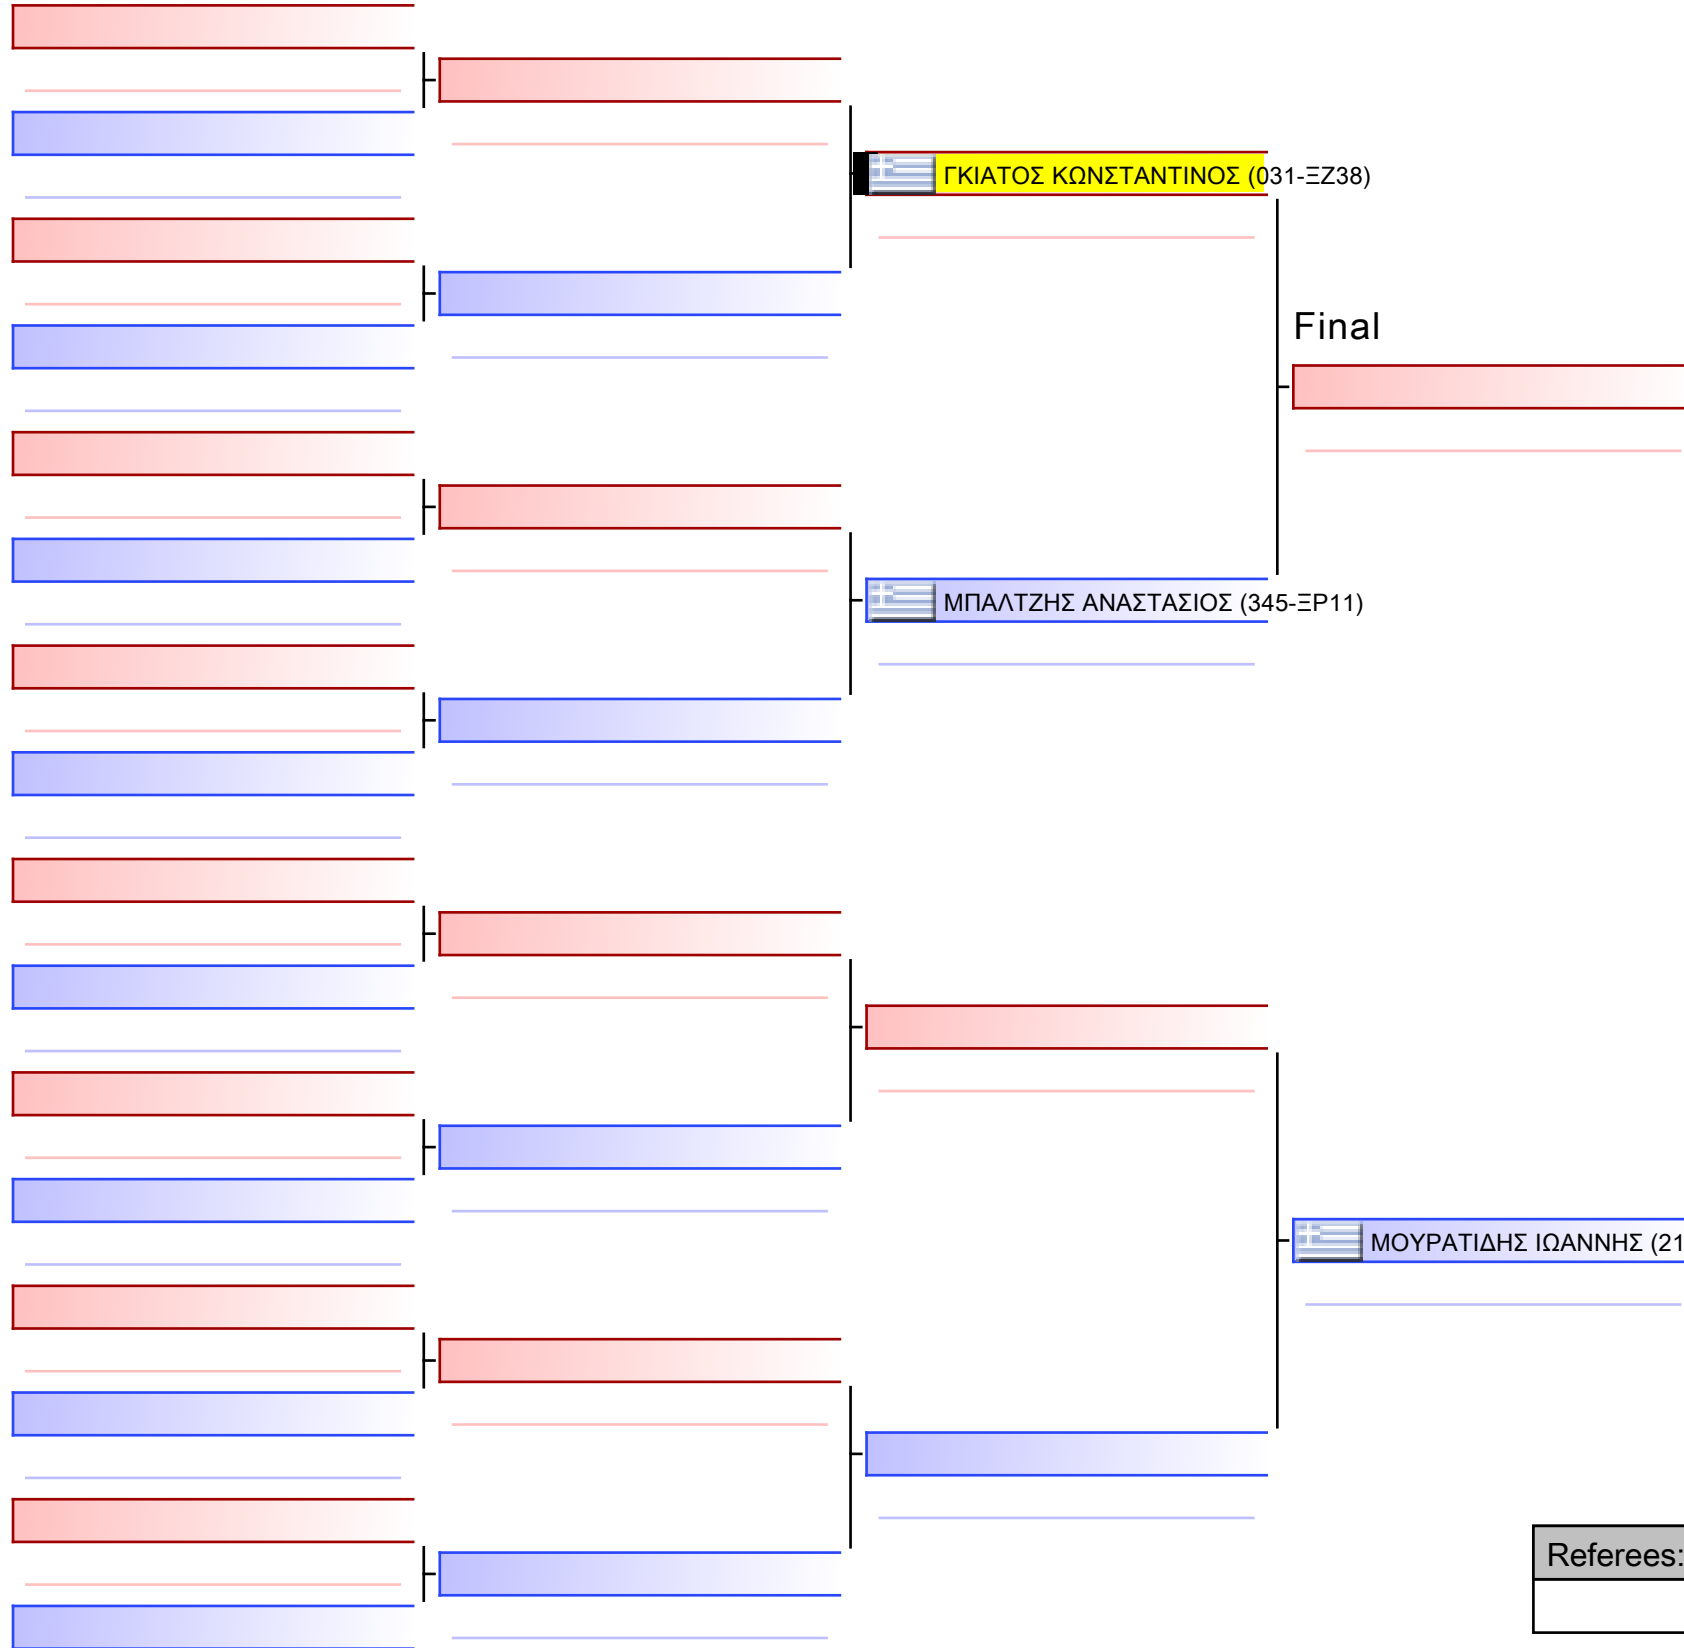 ΓΚΙΑΤΟΣ ΚΩΝΣΤΑΝΤΙΝΟΣ (031-ΞΖ38)
Final
ΜΠΑΛΤΖΗΣ ΑΝΑΣΤΑΣΙΟΣ (345-ΞΡ11)
ΜΟΥΡΑΤΙΔΗΣ ΙΩΑΝΝΗΣ (21
Referees: